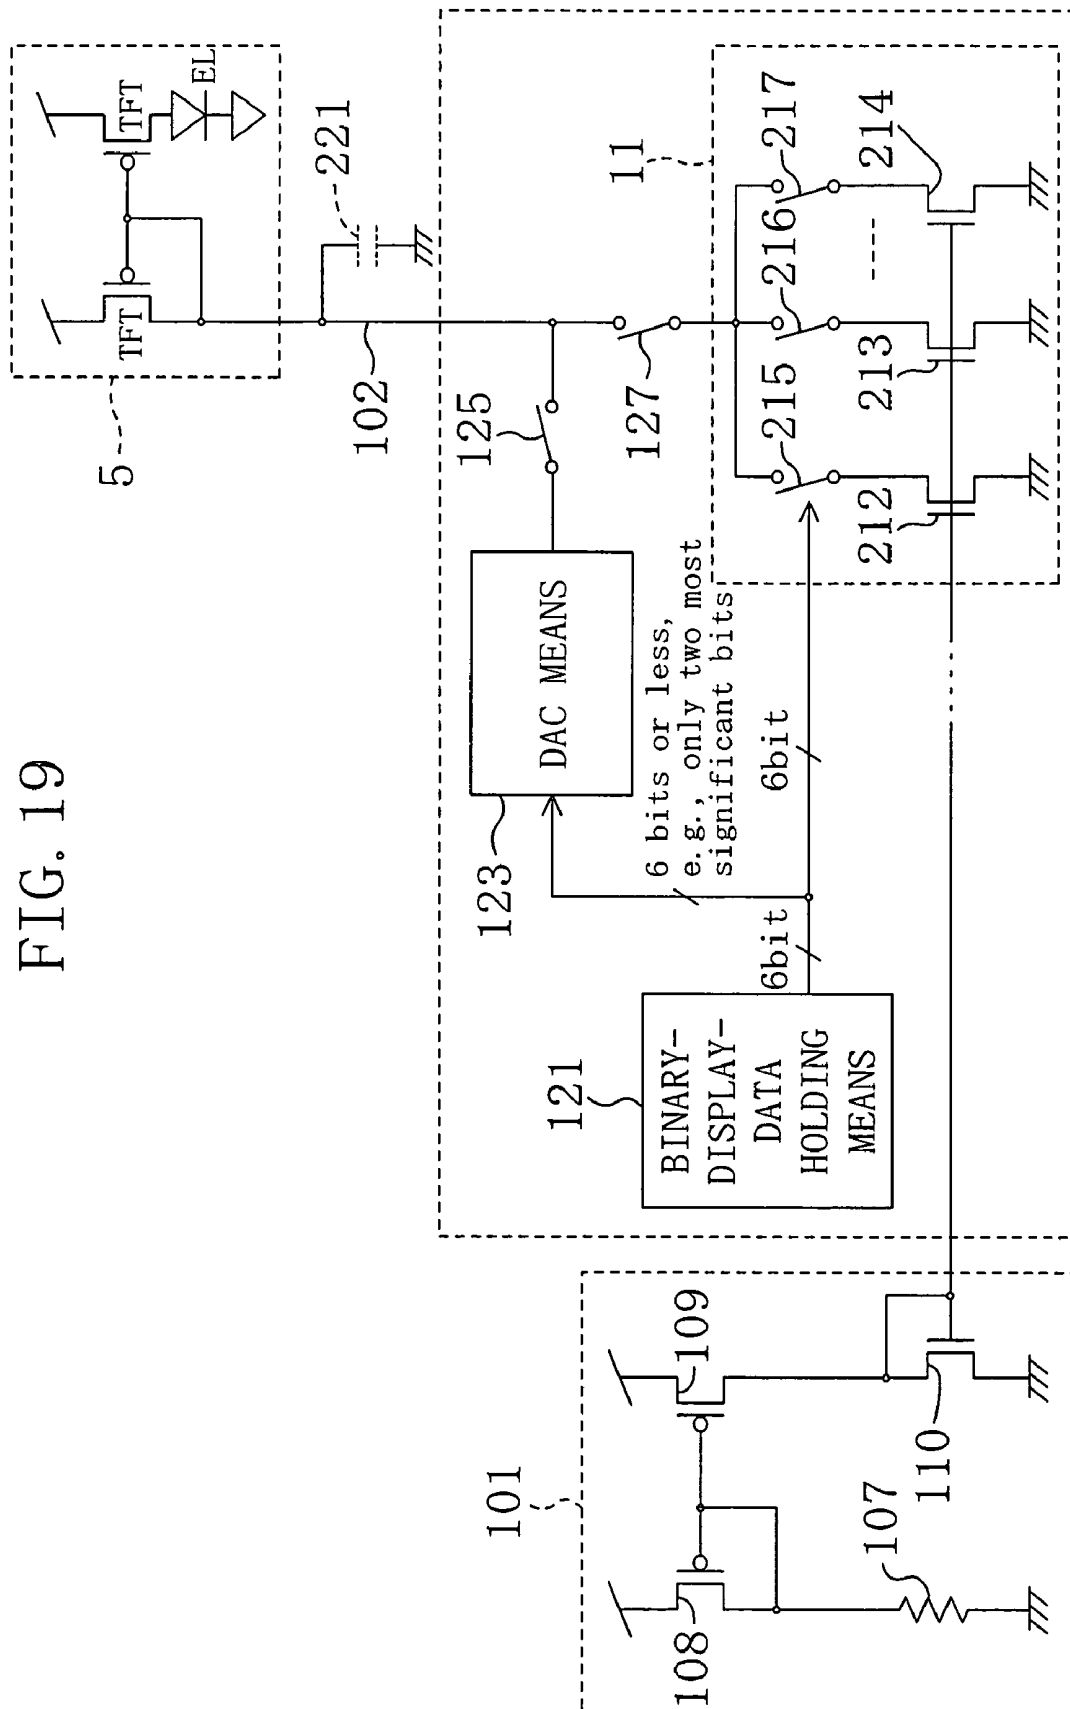 FIG. 19
5
TFT
TFT
EL
221
102
125
127
11
215
216
217
212
213
214
123
DAC MEANS
6 bits or less,
e.g., only two most
significant bits
6bit
6bit
121
BINARY-
DISPLAY-
DATA
HOLDING
MEANS
101
108
109
107
110